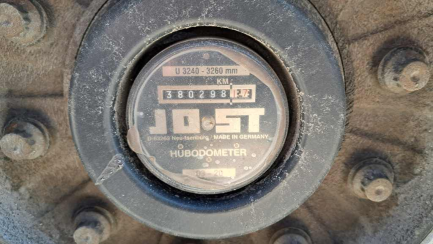 U 3240 - 3260 mm
KM
380298
JOST
MADE IN GERMANY
HUBODOMETER